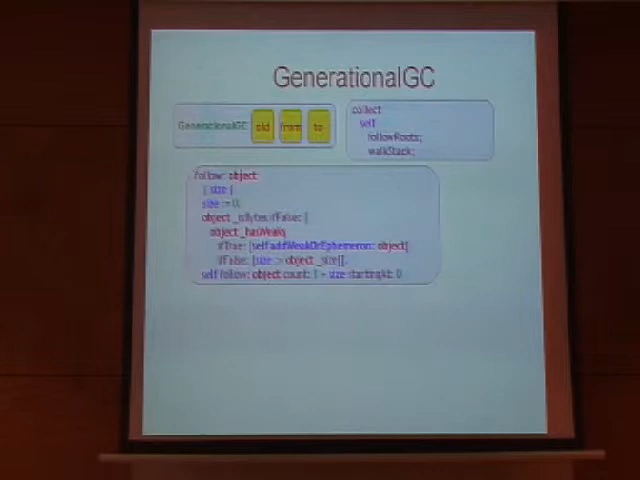 GenerationalGC
GenerationalGC old from to
collect
self
followRoots;
walkStack;
follow: object
| size |
size := 0.
object _isBytes ifFalse: [
object _hasWeaks
ifTrue: [self addWeakOrEphemeron: object]
ifFalse: [size := object _size]].
self follow: object count: 1 + size startingAt: 0